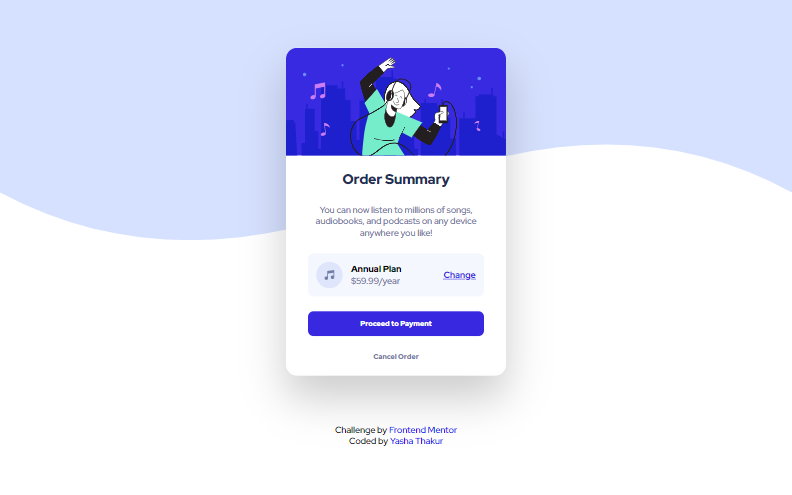 Order Summary
You can now listen to millions of songs,
audiobooks, and podcasts on any device
anywhere you like!
Annual Plan
$59.99/year
Change
Proceed to Payment
Cancel Order
Challenge by Frontend Mentor
Coded by Yasha Thakur